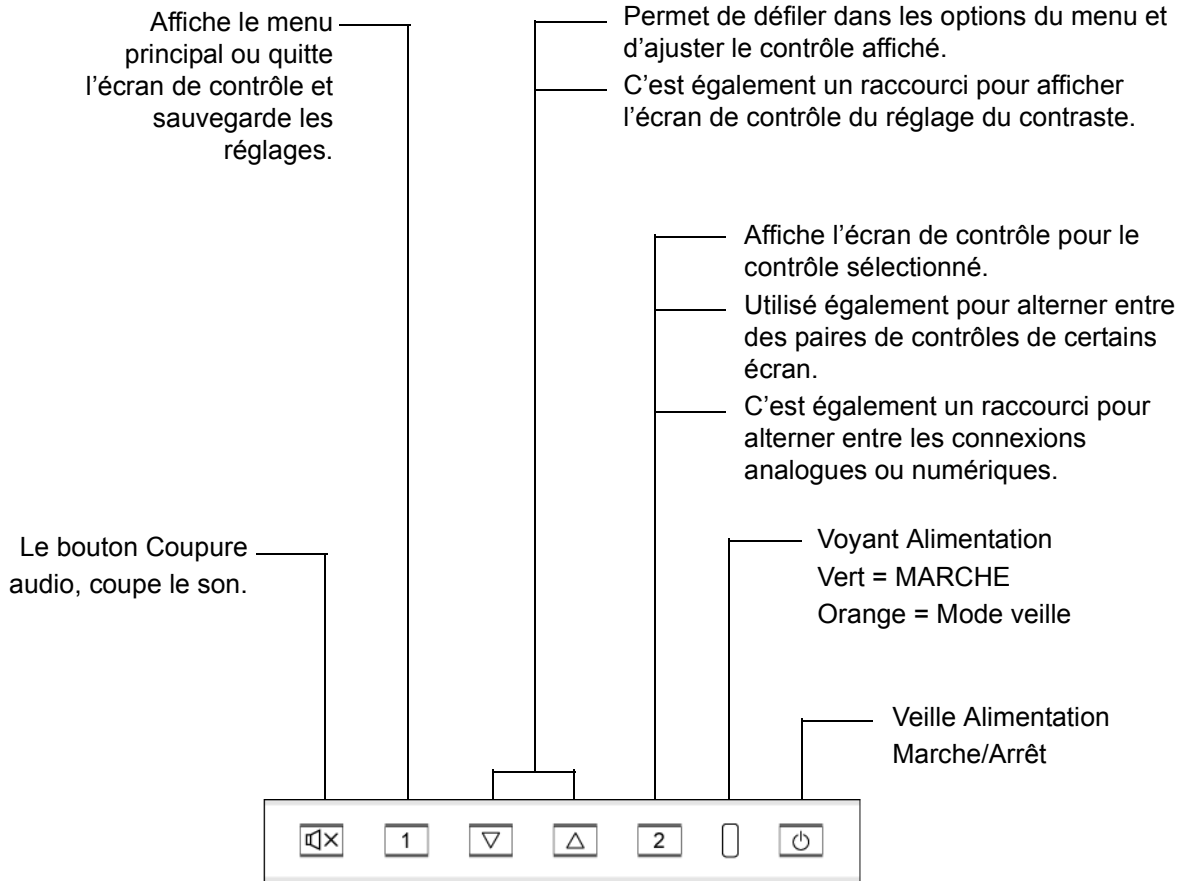 Affiche le menu
principal ou quitte
l’écran de contrôle et
sauvegarde les
réglages.
Permet de défiler dans les options du menu et
d’ajuster le contrôle affiché.
C’est également un raccourci pour afficher
l’écran de contrôle du réglage du contraste.
Affiche l’écran de contrôle pour le
contrôle sélectionné.
Utilisé également pour alterner entre
des paires de contrôles de certains
écran.
C’est également un raccourci pour
alterner entre les connexions
analogues ou numériques.
Le bouton Coupure
audio, coupe le son.
Voyant Alimentation
Vert = MARCHE
Orange = Mode veille
Veille Alimentation
Marche/Arrêt
1
2